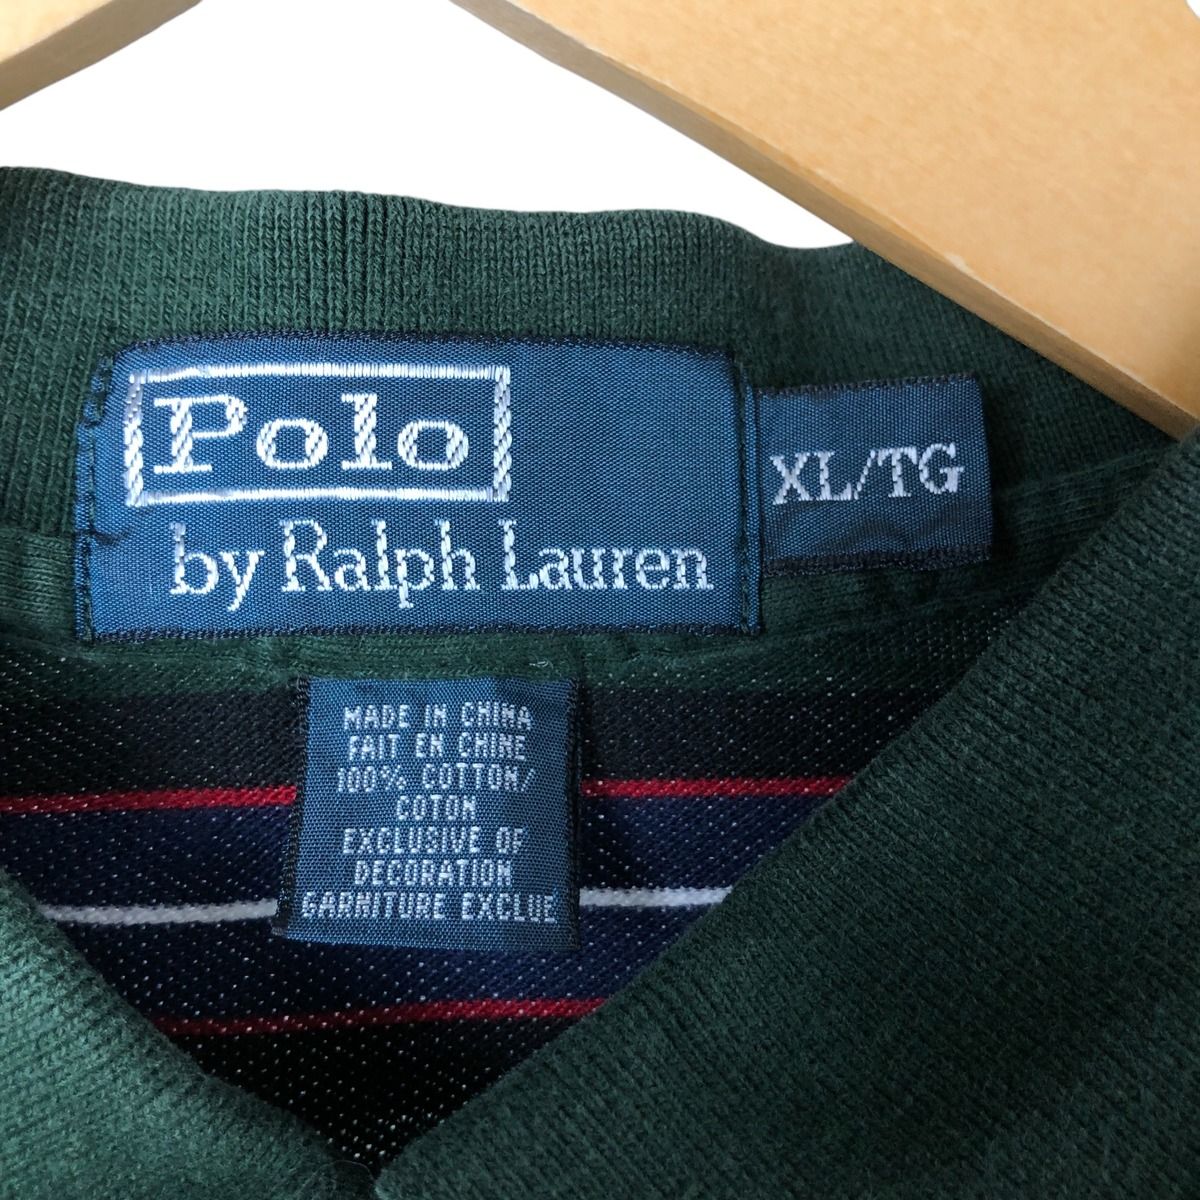 Polo
by Ralph Lauren
XL/TG
MADE IN CHINA
FAIT EN CHINE
100% COTTON/
COTON
EXCLUSIVE OF
DECORATION
GARNITURE EXCLUE